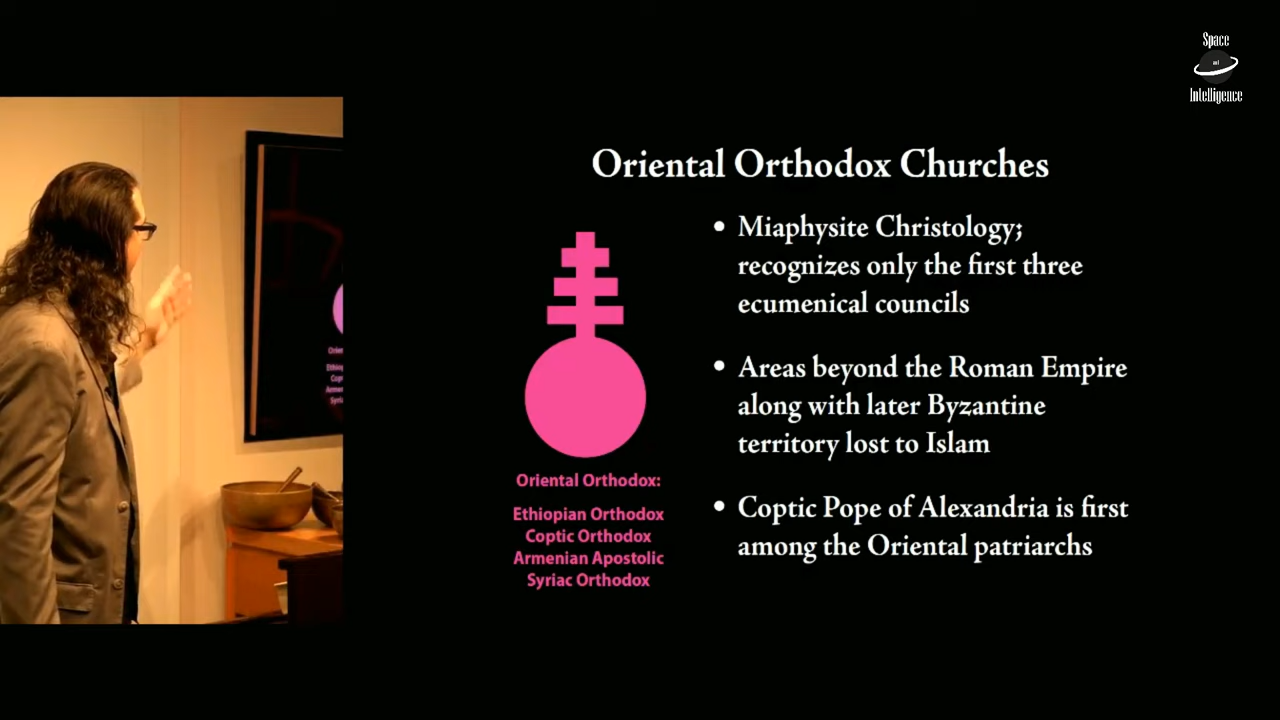 Space
and
Intelligence
Oriental Orthodox Churches
• Miaphysite Christology;
recognizes only the first three
ecumenical councils
• Areas beyond the Roman Empire
along with later Byzantine
territory lost to Islam
• Coptic Pope of Alexandria is first
among the Oriental patriarchs
Oriental Orthodox:
Ethiopian Orthodox
Coptic Orthodox
Armenian Apostolic
Syriac Orthodox